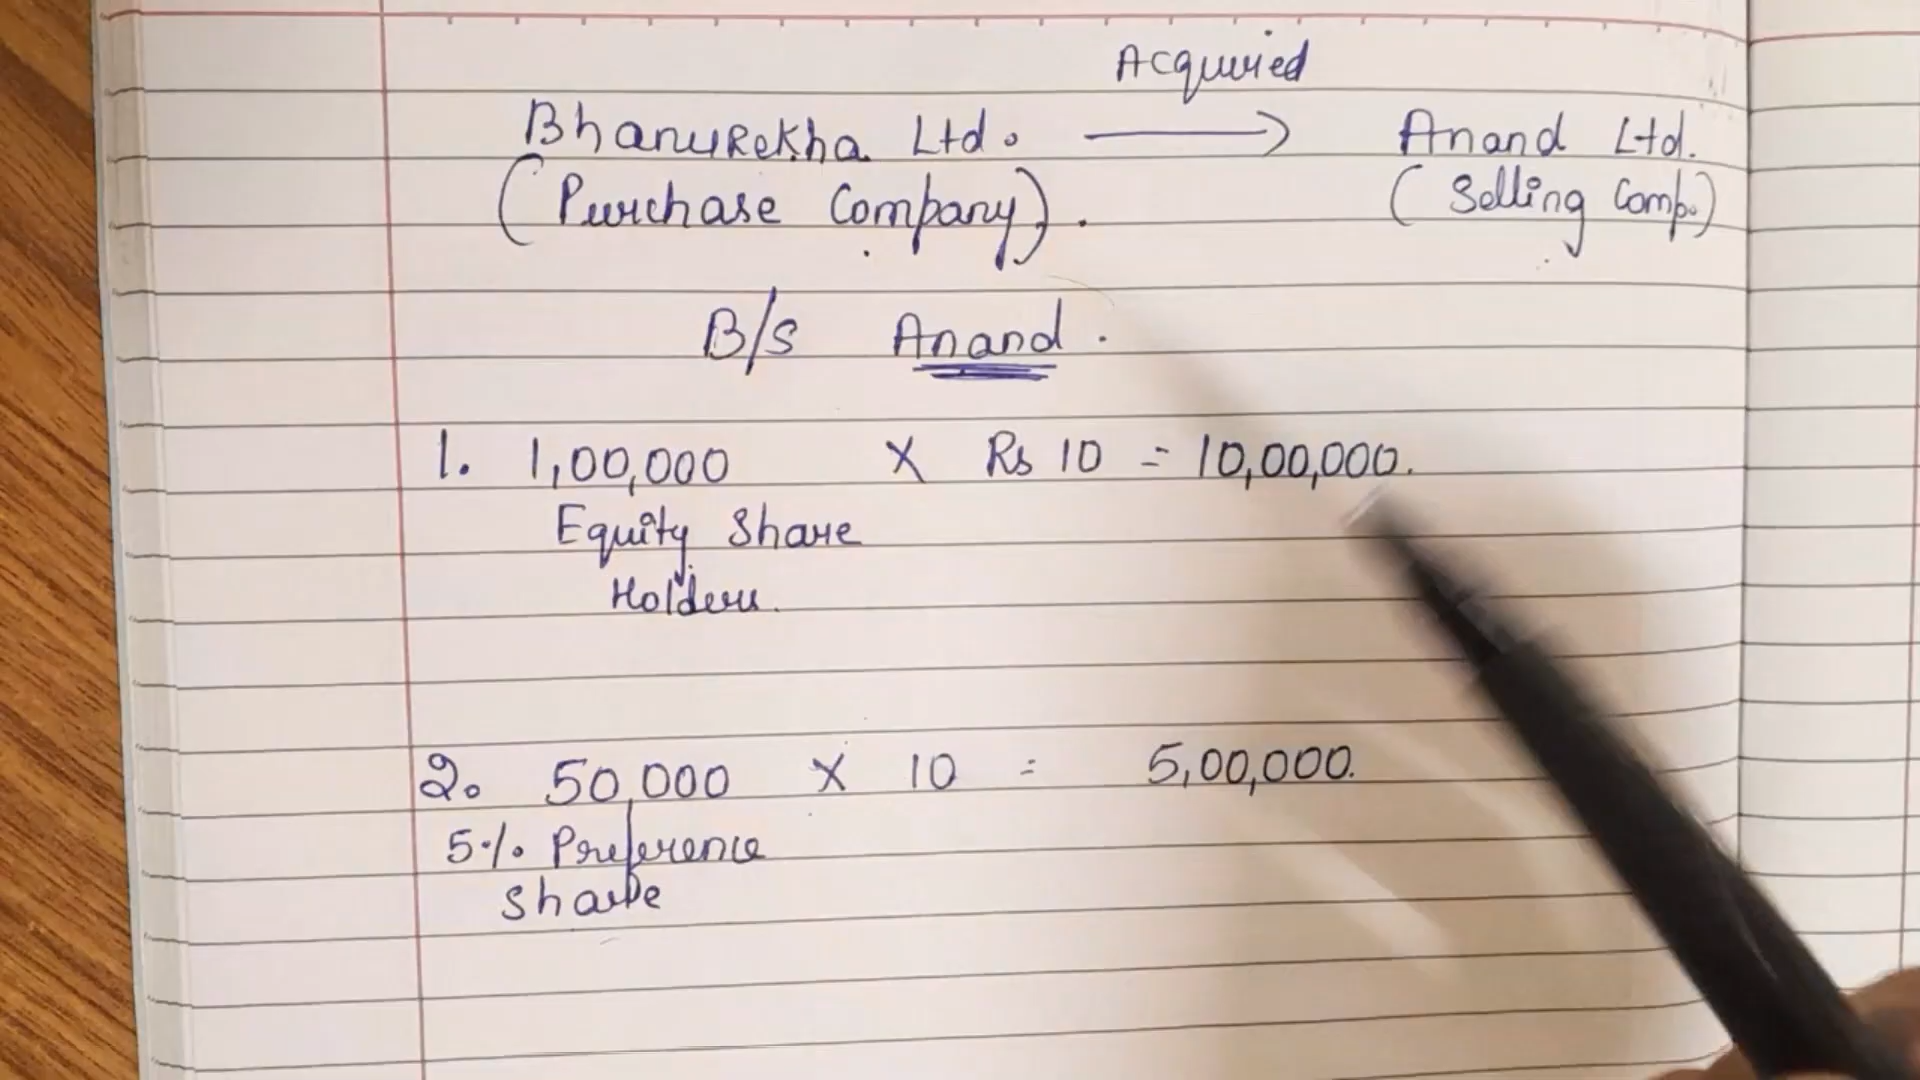 Acquried
Bhanurekha Ltd. → Anand Ltd.
(Purchase Company). (Selling Comp.)
B/S Anand.
1. 1,00,000 X Rs 10 = 10,00,000.
Equity Share
Holders.
2. 50,000 X 10 = 5,00,000.
5% Preference
Share